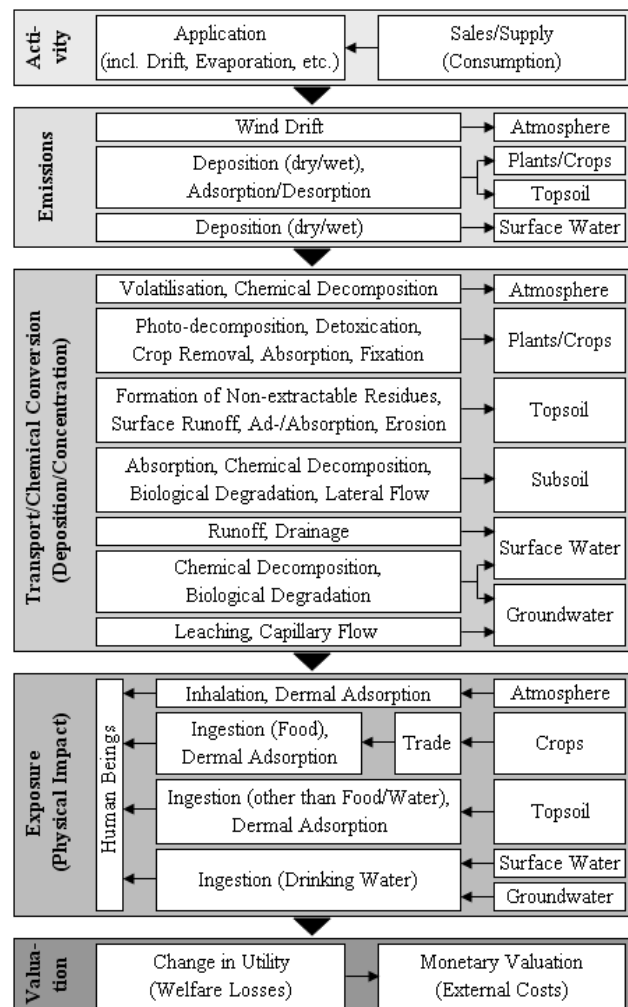 Acti-
vity
Application
(incl. Drift, Evaporation, etc.)
Sales/Supply
(Consumption)
Emissions
Wind Drift
Atmosphere
Deposition (dry/wet),
Adsorption/Desorption
Plants/Crops
Topsoil
Deposition (dry/wet)
Surface Water
Transport/Chemical Conversion
(Deposition/Concentration)
Volatilisation, Chemical Decomposition
Atmosphere
Photo-decomposition, Detoxication,
Crop Removal, Absorption, Fixation
Plants/Crops
Formation of Non-extractable Residues,
Surface Runoff, Ad-/Absorption, Erosion
Topsoil
Absorption, Chemical Decomposition,
Biological Degradation, Lateral Flow
Subsoil
Runoff, Drainage
Surface Water
Chemical Decomposition,
Biological Degradation
Groundwater
Leaching, Capillary Flow
Exposure
(Physical Impact)
Human Beings
Inhalation, Dermal Adsorption
Atmosphere
Ingestion (Food),
Dermal Adsorption
Trade
Crops
Ingestion (other than Food/Water),
Dermal Adsorption
Topsoil
Ingestion (Drinking Water)
Surface Water
Groundwater
Valua-
tion
Change in Utility
(Welfare Losses)
Monetary Valuation
(External Costs)